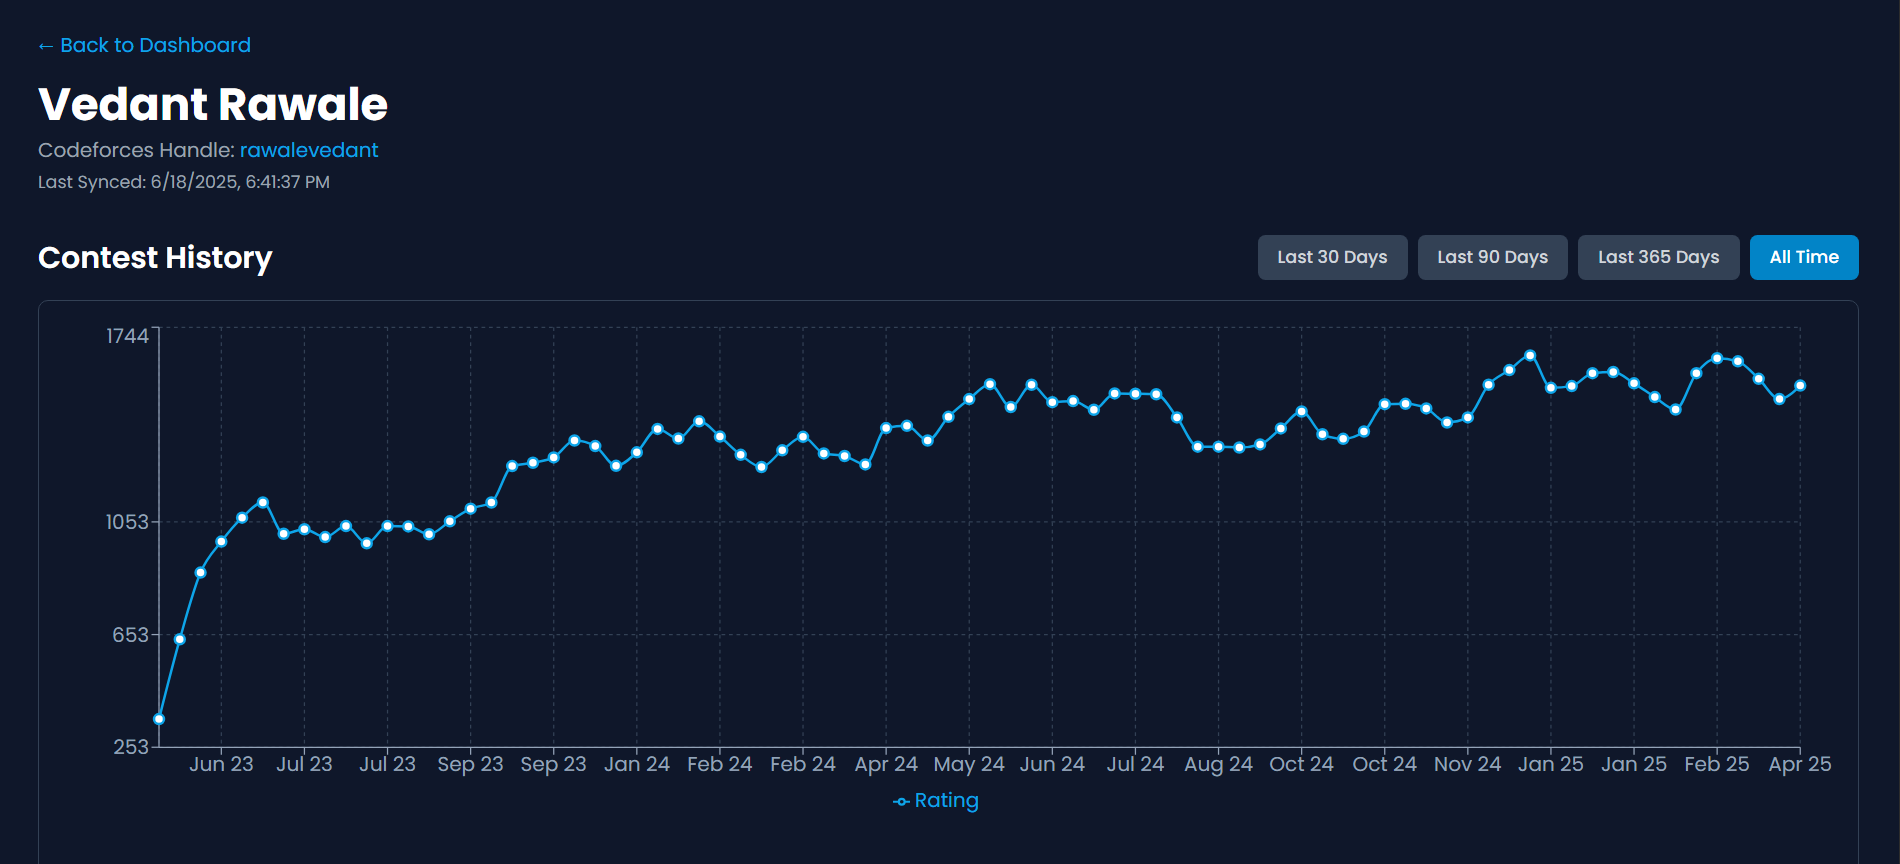 ← Back to Dashboard
Vedant Rawale
Codeforces Handle: rawalevedant
Last Synced: 6/18/2025, 6:41:37 PM
Contest History
Last 30 Days
Last 90 Days
Last 365 Days
All Time
1744
1053
653
253
Jun 23
Jul 23
Jul 23
Sep 23
Sep 23
Jan 24
Feb 24
Feb 24
Apr 24
May 24
Jun 24
Jul 24
Aug 24
Oct 24
Oct 24
Nov 24
Jan 25
Jan 25
Feb 25
Apr 25
Rating